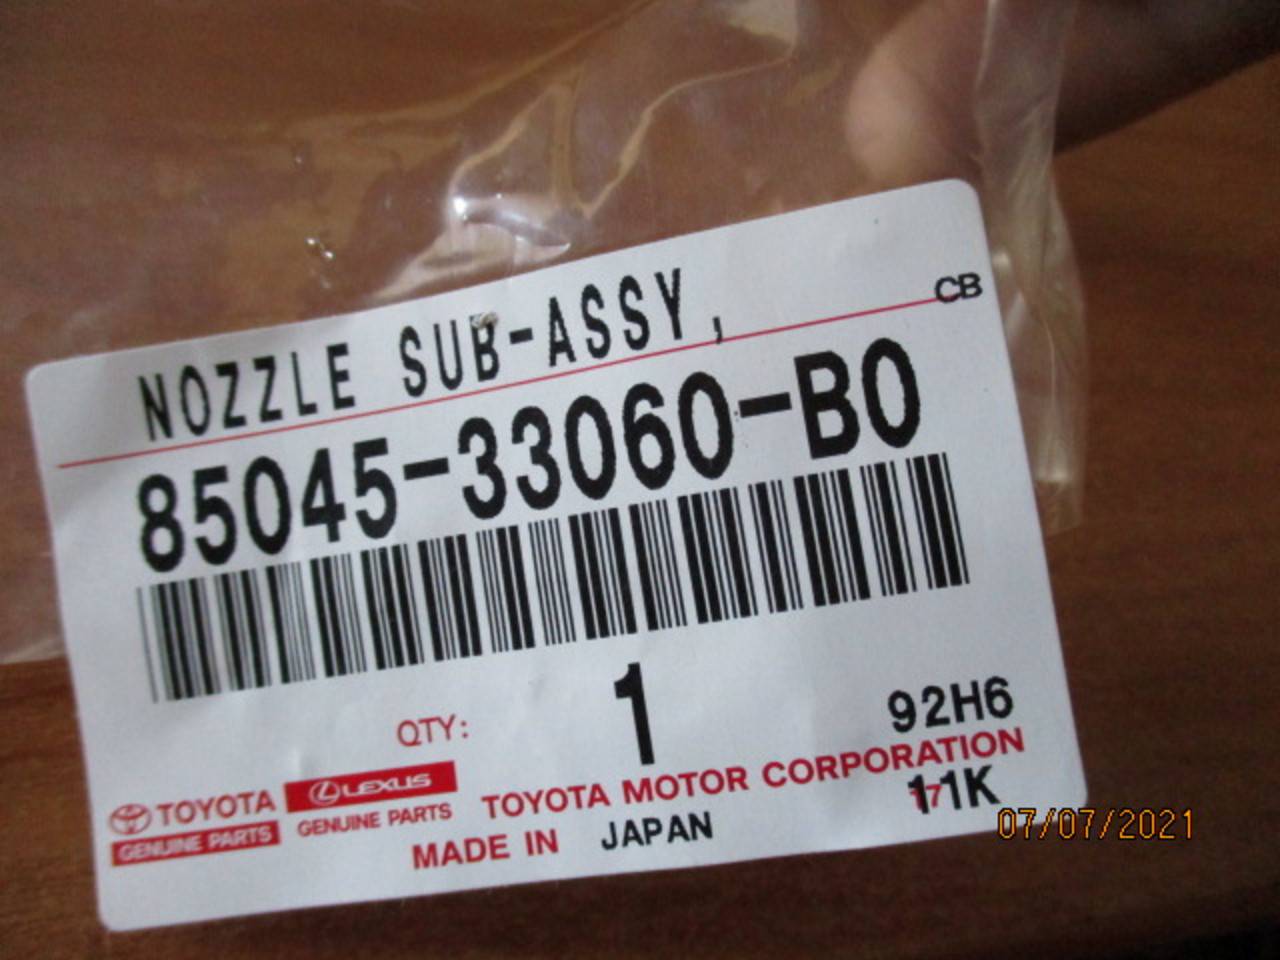 NOZZLE SUB-ASSY,
CB
85045-33060-B0
QTY: 1
92H6
TOYOTA
GENUINE PARTS
LEXUS
GENUINE PARTS
TOYOTA MOTOR CORPORATION
11K
MADE IN JAPAN
07/07/2021